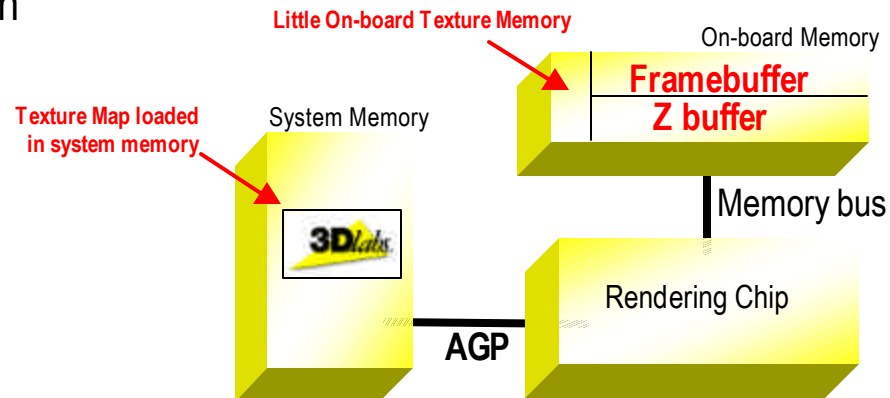 n
Little On-board Texture Memory
On-board Memory
Framebuffer
Z buffer
Texture Map loaded
in system memory
System Memory
3Dlabs.
Memory bus
Rendering Chip
AGP